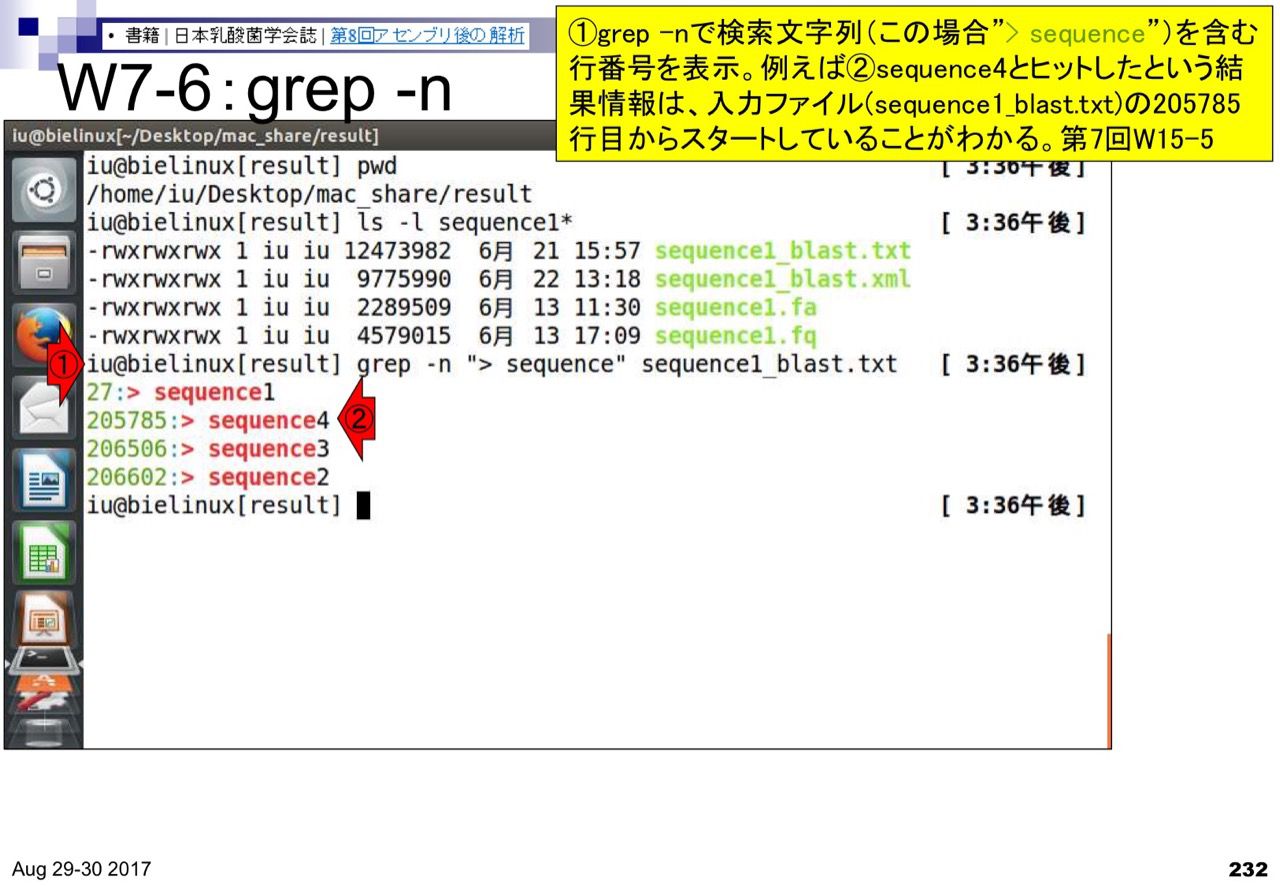 • 書籍 | 日本乳酸菌学会誌 | 第8回アセンブリ後の解析
W7-6：grep -n
①grep -nで検索文字列(この場合”> sequence”)を含む
行番号を表示。例えば②sequence4とヒットしたという結
果情報は、入力ファイル(sequence1_blast.txt)の205785
行目からスタートしていることがわかる。第7回W15-5
iu@bielinux[~/Desktop/mac_share/result]
iu@bielinux[result] pwd [ 3:36午後]
/home/iu/Desktop/mac_share/result
iu@bielinux[result] ls -l sequence1* [ 3:36午後]
-rwxrwxrwx 1 iu iu 12473982 6月 21 15:57 sequence1_blast.txt
-rwxrwxrwx 1 iu iu 9775990 6月 22 13:18 sequence1_blast.xml
-rwxrwxrwx 1 iu iu 2289509 6月 13 11:30 sequence1.fa
-rwxrwxrwx 1 iu iu 4579015 6月 13 17:09 sequence1.fq
① iu@bielinux[result] grep -n "> sequence" sequence1_blast.txt [ 3:36午後]
27:> sequence1
205785:> sequence4 ②
206506:> sequence3
206602:> sequence2
iu@bielinux[result] [ 3:36午後]
Aug 29-30 2017
232